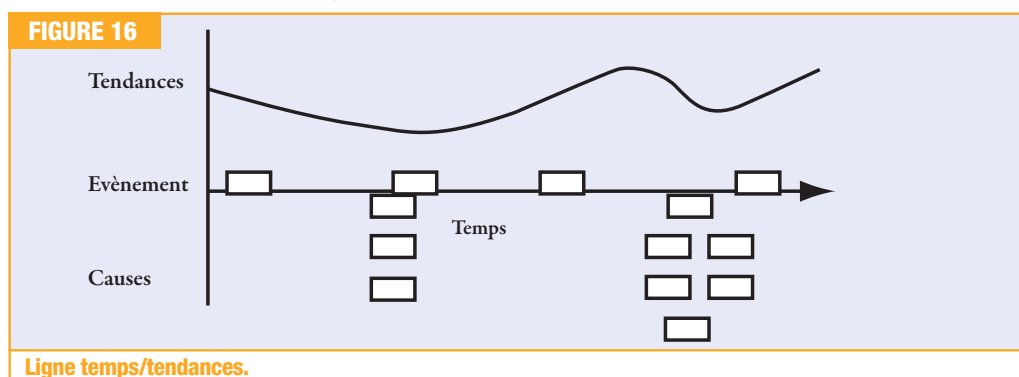 FIGURE 16
Tendances
Evènement
Temps
Causes
Ligne temps/tendances.